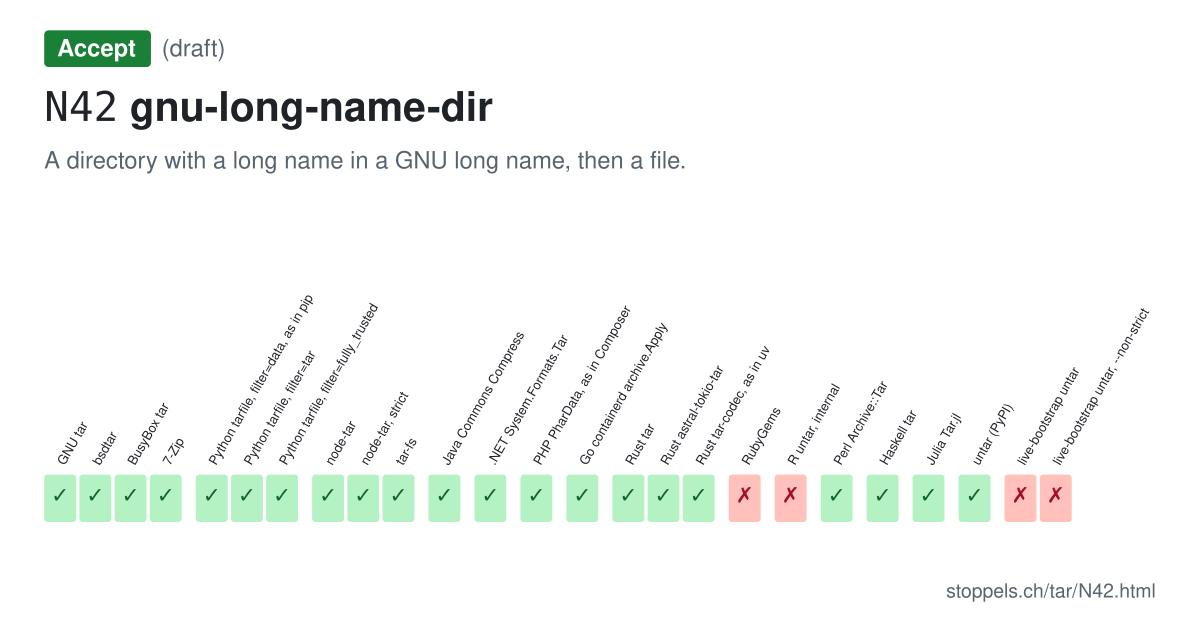 Accept (draft)
N42 gnu-long-name-dir
A directory with a long name in a GNU long name, then a file.
GNU tar
bsdtar
BusyBox tar
7-Zip
Python tarfile, filter=data, as in pip
Python tarfile, filter=tar
Python tarfile, filter=fully_trusted
node-tar
node-tar, strict
tar-fs
Java Commons Compress
.NET System.Formats.Tar
PHP PharData, as in Composer
Go containerd archive.Apply
Rust tar
Rust astral-tokio-tar
Rust tar-codec, as in uv
RubyGems
R untar, internal
Perl Archive::Tar
Haskell tar
Julia Tar.jl
untar (PyPI)
live-bootstrap untar
live-bootstrap untar, --non-strict
✓ ✓ ✓ ✓ ✓ ✓ ✓ ✓ ✓ ✓ ✓ ✓ ✓ ✓ ✓ ✓ ✓ ✗ ✗ ✓ ✓ ✓ ✓ ✗ ✗
stoppels.ch/tar/N42.html